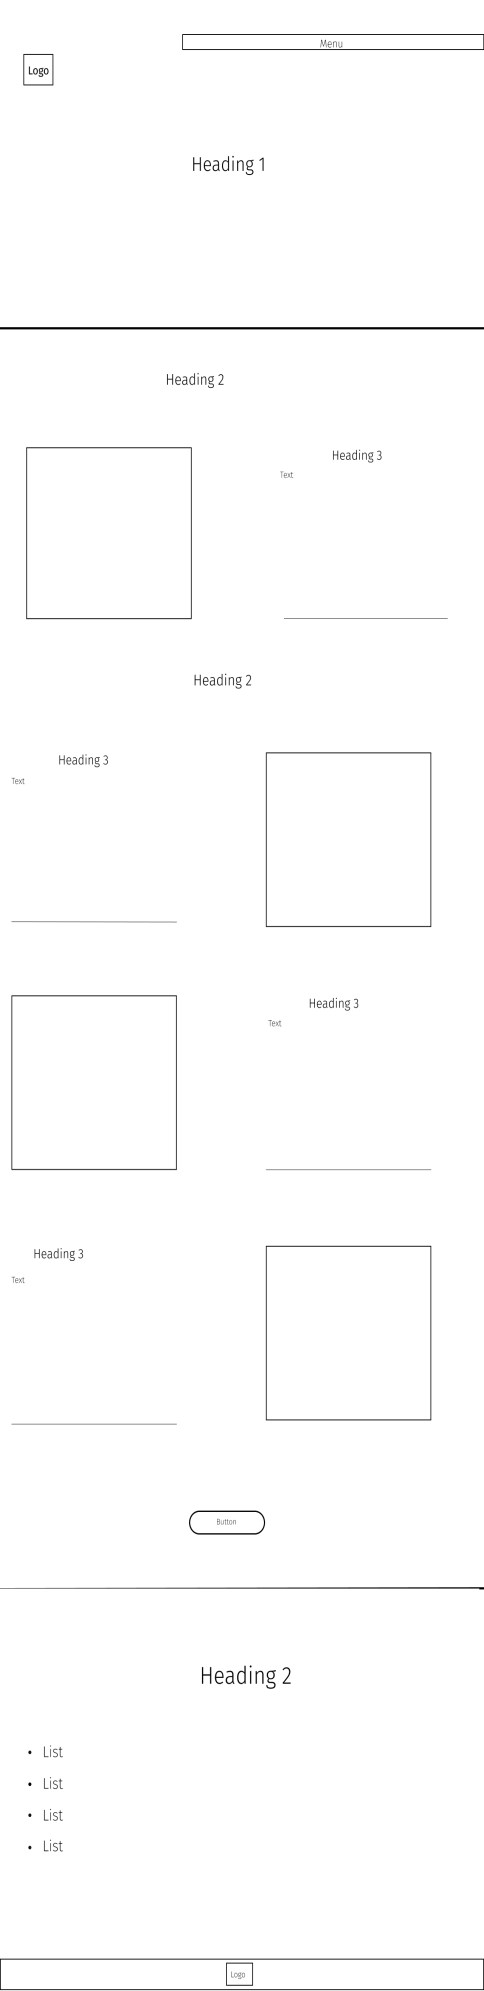 Menu
Logo
Heading 1
Heading 2
Heading 3
Text
Heading 2
Heading 3
Text
Heading 3
Text
Heading 3
Text
Button
Heading 2
• List
• List
• List
• List
Logo